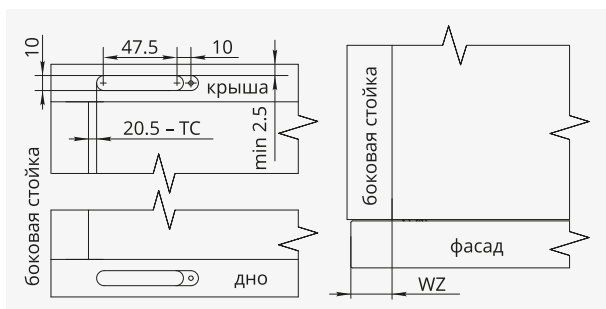 10
47.5
10
крыша
20.5 – TC
min 2.5
боковая стойка
дно
боковая стойка
фасад
WZ